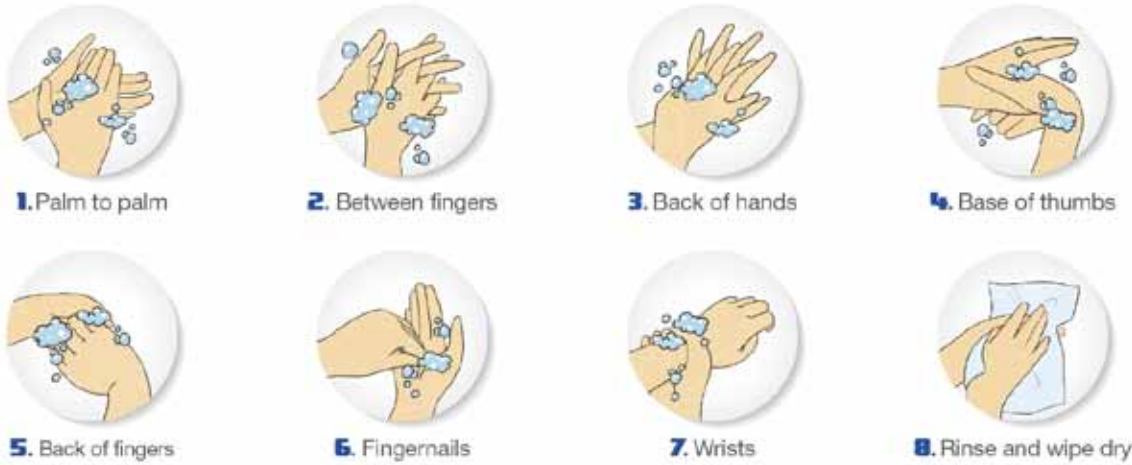 1. Palm to palm
2. Between fingers
3. Back of hands
4. Base of thumbs
5. Back of fingers
6. Fingernails
7. Wrists
8. Rinse and wipe dry